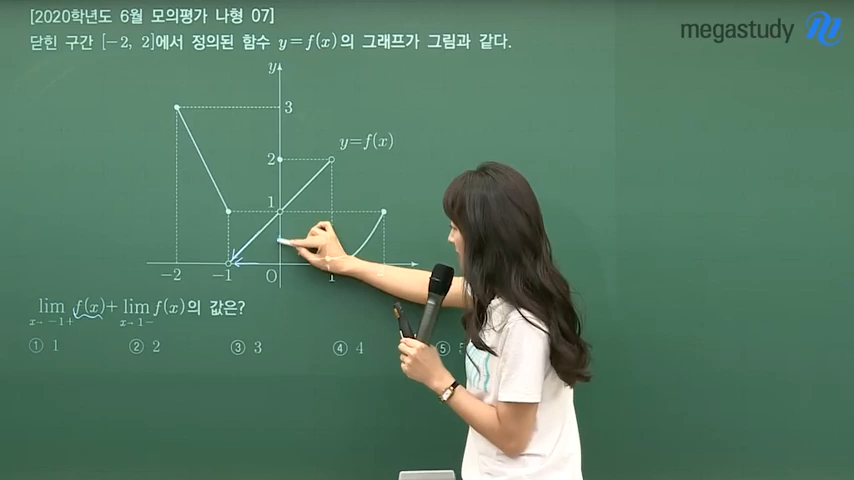 [2020학년도 6월 모의평가 나형 07]
megastudy
닫힌 구간 [−2, 2]에서 정의된 함수 y=f(x)의 그래프가 그림과 같다.
y
3
y=f(x)
2
1
−2 −1 O 1
lim f(x)+ lim f(x)의 값은?
x→−1+ x→1−
① 1 ② 2 ③ 3 ④ 4 ⑤